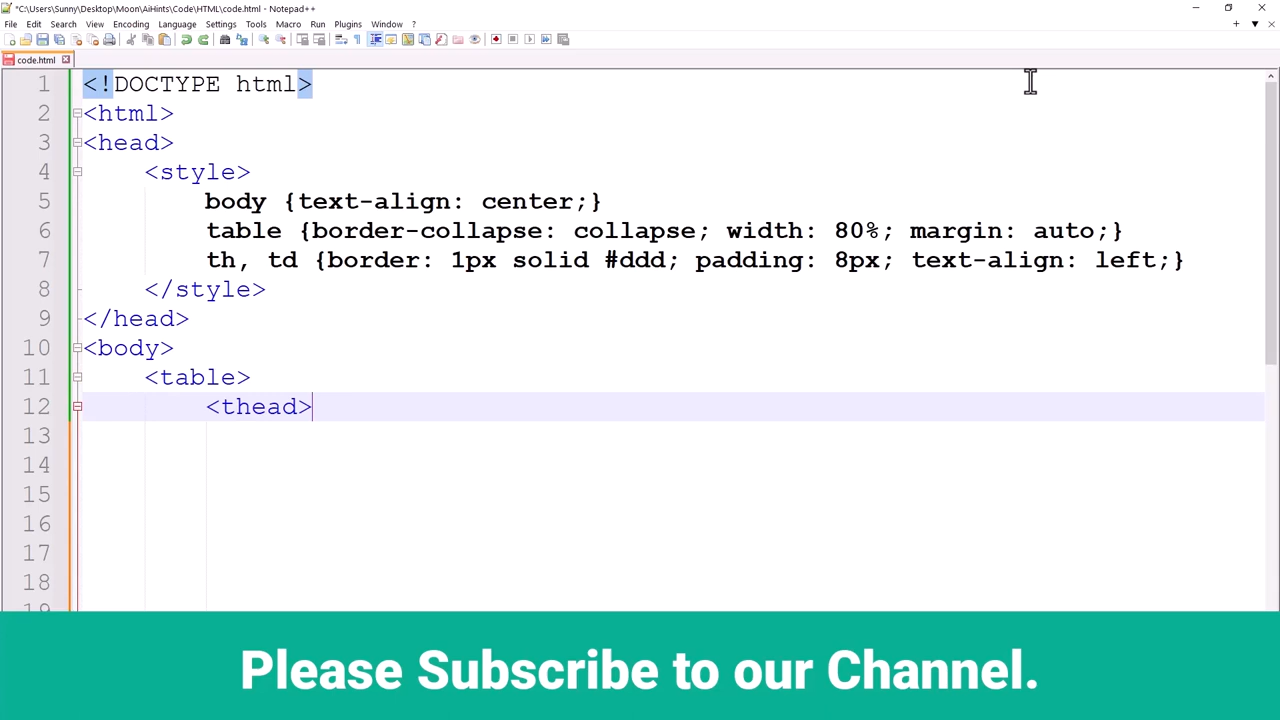 *C:\Users\Sunny\Desktop\Moon\AiHints\Code\HTML\code.html - Notepad++
File Edit Search View Encoding Language Settings Tools Macro Run Plugins Window ?
code.html
1 <!DOCTYPE html>
2 <html>
3 <head>
4 <style>
5 body {text-align: center;}
6 table {border-collapse: collapse; width: 80%; margin: auto;}
7 th, td {border: 1px solid #ddd; padding: 8px; text-align: left;}
8 </style>
9 </head>
10 <body>
11 <table>
12 <thead>
13
14
15
16
17
18
19
Please Subscribe to our Channel.